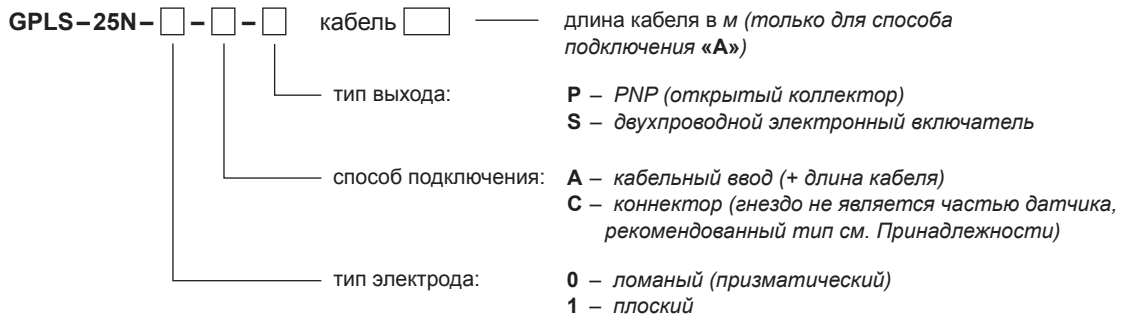 GPLS–25N–□–□–□ кабель □ длина кабеля в м (только для способа
подключения «А»)
тип выхода: P – PNP (открытый коллектор)
S – двухпроводной электронный включатель
способ подключения: A – кабельный ввод (+ длина кабеля)
C – коннектор (гнездо не является частью датчика,
рекомендованный тип см. Принадлежности)
тип электрода: 0 – ломаный (призматический)
1 – плоский